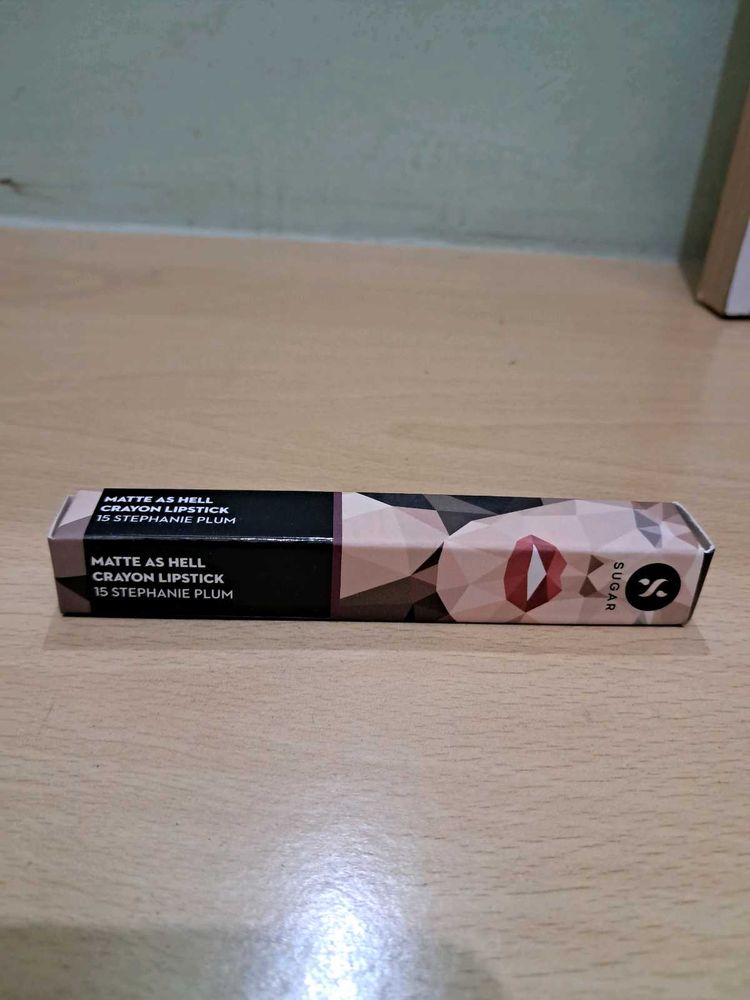 MATTE AS HELL
CRAYON LIPSTICK
15 STEPHANIE PLUM
MATTE AS HELL
CRAYON LIPSTICK
15 STEPHANIE PLUM
SUGAR